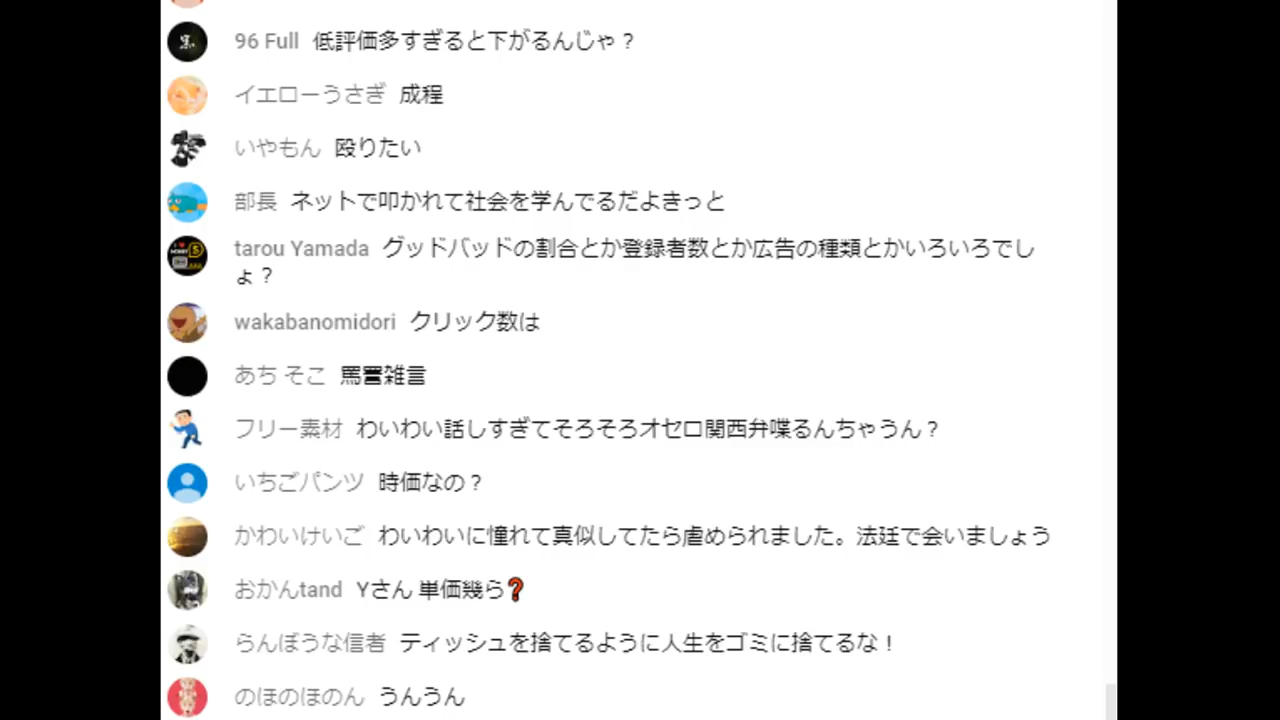 96 Full 低評価多すぎると下がるんじゃ？
イエローうさぎ 成程
いやもん 殴りたい
部長 ネットで叩かれて社会を学んでるだよきっと
tarou Yamada グッドバッドの割合とか登録者数とか広告の種類とかいろいろでし
ょ？
wakabanomidori クリック数は
あち そこ 罵詈雑言
フリー素材 わいわい話しすぎてそろそろオセロ関西弁喋るんちゃうん？
いちごパンツ 時価なの？
かわいけいご わいわいに憧れて真似してたら虐められました。法廷で会いましょう
おかんtand Yさん 単価幾ら❓
らんぼうな信者 ティッシュを捨てるように人生をゴミに捨てるな！
のほのほのん うんうん